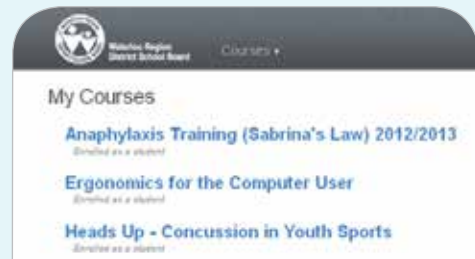 Waterloo Region
District School Board
Courses
My Courses
Anaphylaxis Training (Sabrina's Law) 2012/2013
Enrolled as a student
Ergonomics for the Computer User
Enrolled as a student
Heads Up - Concussion in Youth Sports
Enrolled as a student